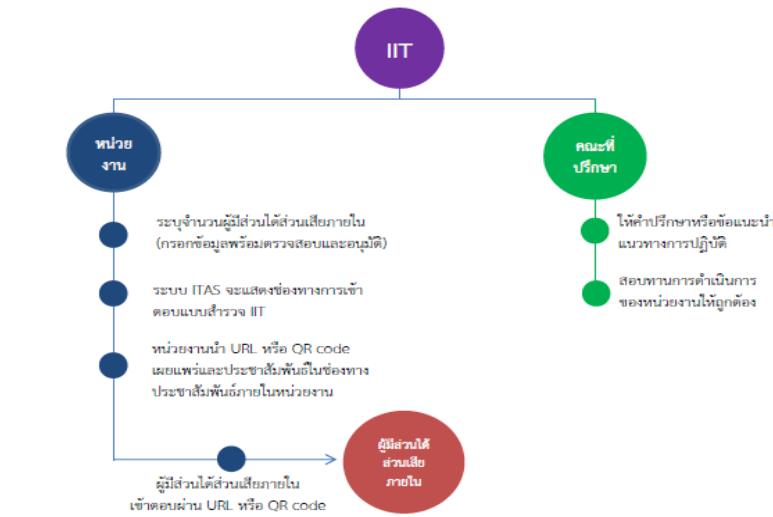 IIT
หน่วย
งาน
คณะที่
ปรึกษา
ระบุจำนวนผู้มีส่วนได้ส่วนเสียภายใน
(กรอกข้อมูลพร้อมตรวจสอบและอนุมัติ)
ให้คำปรึกษาหรือข้อแนะนำ
แนวทางการปฏิบัติ
ระบบ ITAS จะแสดงช่องทางการเข้า
ตอบแบบสำรวจ IIT
สอบทานการดำเนินการ
ของหน่วยงานให้ถูกต้อง
หน่วยงานนำ URL หรือ QR code
เผยแพร่และประชาสัมพันธ์ในช่องทาง
ประชาสัมพันธ์ภายในหน่วยงาน
ผู้มีส่วนได้
ส่วนเสีย
ภายใน
ผู้มีส่วนได้ส่วนเสียภายใน
เข้าตอบผ่าน URL หรือ QR code